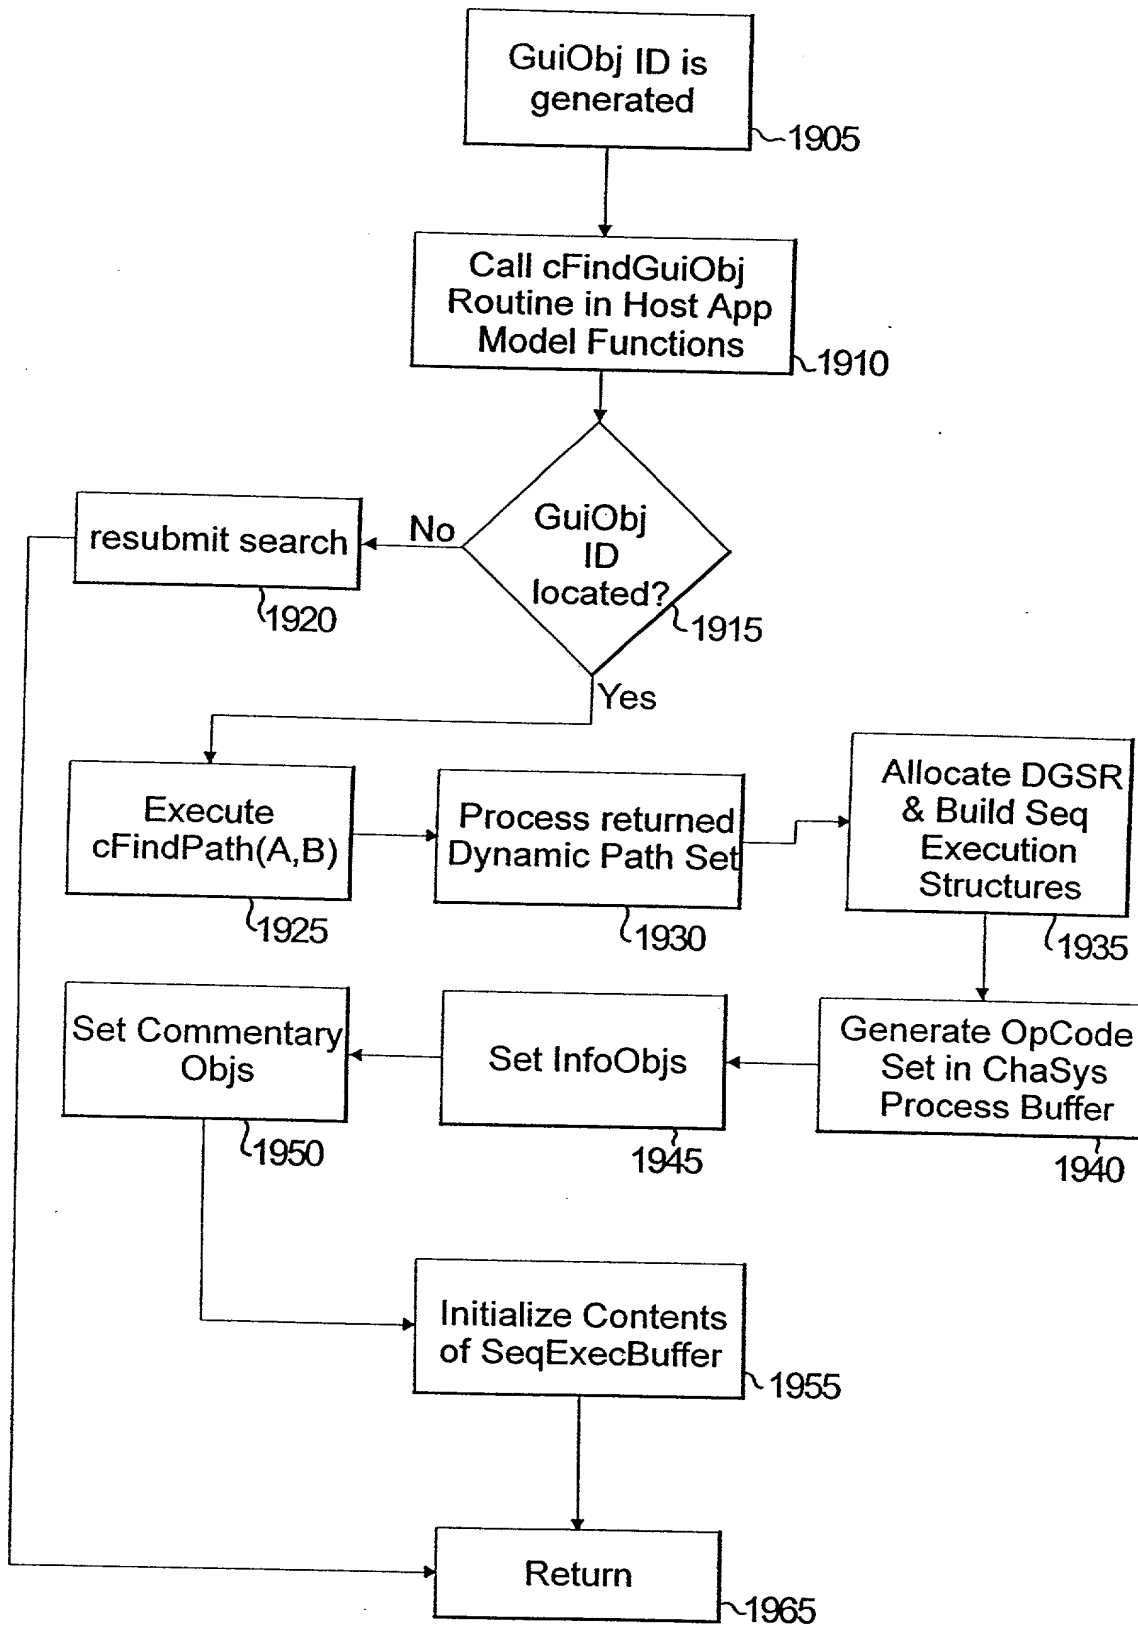 GuiObj ID is
generated
1905
Call cFindGuiObj
Routine in Host App
Model Functions
1910
GuiObj
ID
located?
1915
No
resubmit search
1920
Yes
Execute
cFindPath(A,B)
1925
Process returned
Dynamic Path Set
1930
Allocate DGSR
& Build Seq
Execution
Structures
1935
Generate OpCode
Set in ChaSys
Process Buffer
1940
Set InfoObjs
1945
Set Commentary
Objs
1950
Initialize Contents
of SeqExecBuffer
1955
Return
1965